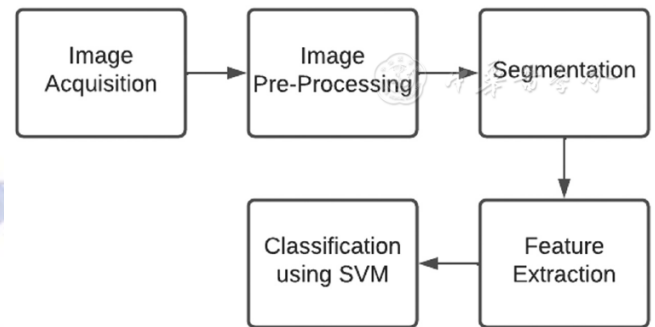 Image
Acquisition
Image
Pre-Processing
Segmentation
Classification
using SVM
Feature
Extraction